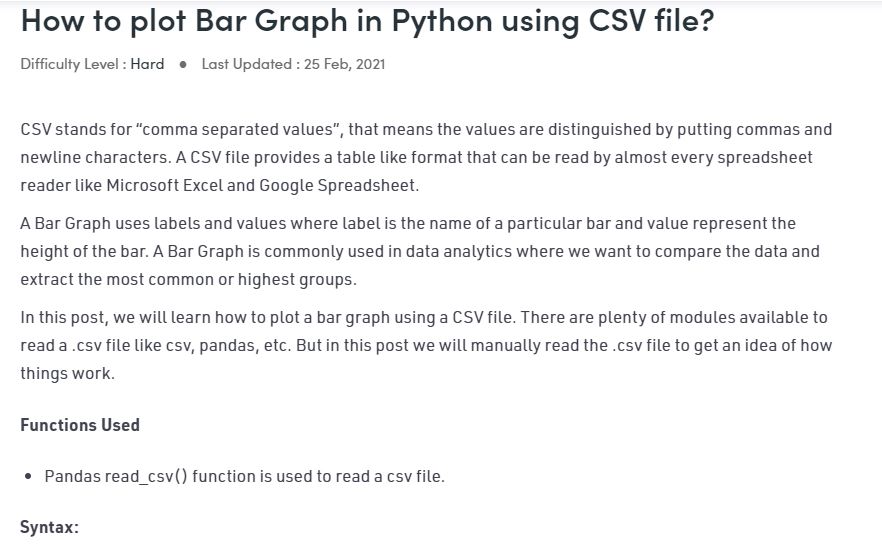 How to plot Bar Graph in Python using CSV file?
Difficulty Level : Hard ● Last Updated : 25 Feb, 2021
CSV stands for “comma separated values”, that means the values are distinguished by putting commas and
newline characters. A CSV file provides a table like format that can be read by almost every spreadsheet
reader like Microsoft Excel and Google Spreadsheet.
A Bar Graph uses labels and values where label is the name of a particular bar and value represent the
height of the bar. A Bar Graph is commonly used in data analytics where we want to compare the data and
extract the most common or highest groups.
In this post, we will learn how to plot a bar graph using a CSV file. There are plenty of modules available to
read a .csv file like csv, pandas, etc. But in this post we will manually read the .csv file to get an idea of how
things work.
Functions Used
• Pandas read_csv() function is used to read a csv file.
Syntax: